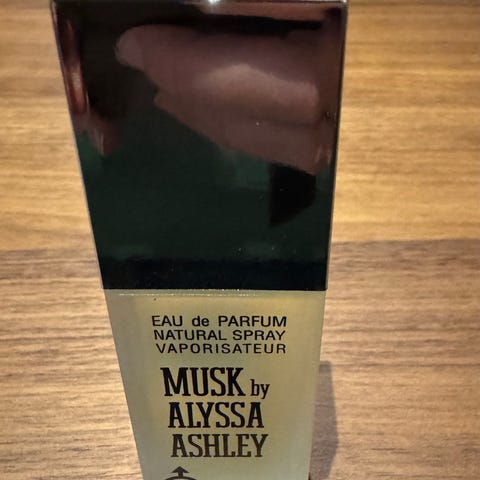 EAU de PARFUM
NATURAL SPRAY
VAPORISATEUR
MUSK by
ALYSSA
ASHLEY